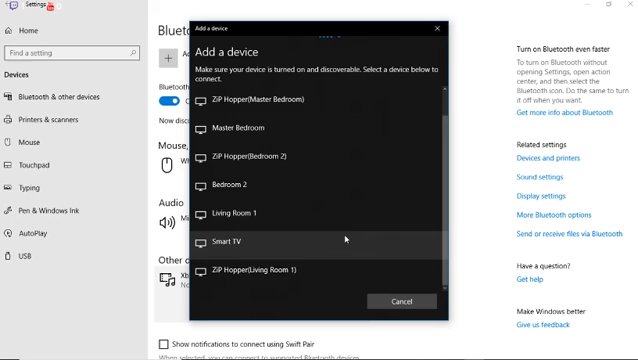 Settings
Home
Find a setting
Devices
Bluetooth & other devices
Printers & scanners
Mouse
Touchpad
Typing
Pen & Windows Ink
AutoPlay
USB
Bluetooth
Now disc
Mouse,
Audio
Other d
Show notifications to connect using Swift Pair
Add a device
Add a device
Make sure your device is turned on and discoverable. Select a device below to
connect.
ZiP Hopper(Master Bedroom)
Master Bedroom
ZiP Hopper(Bedroom 2)
Bedroom 2
Living Room 1
Smart TV
ZiP Hopper(Living Room 1)
Cancel
Turn on Bluetooth even faster
To turn on Bluetooth without
opening Settings, open action
center, and then select the
Bluetooth icon. Do the same to turn
it off when you want.
Get more info about Bluetooth
Related settings
Devices and printers
Sound settings
Display settings
More Bluetooth options
Send or receive files via Bluetooth
Have a question?
Get help
Make Windows better
Give us feedback